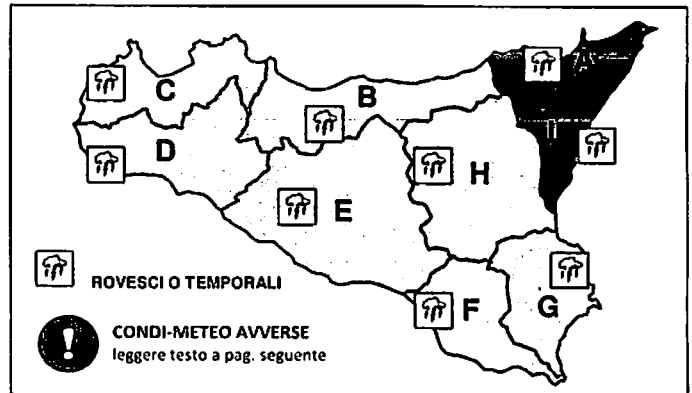 A
B
C
I
D
H
E
F
G
ROVESCI O TEMPORALI
CONDI-METEO AVVERSE
leggere testo a pag. seguente